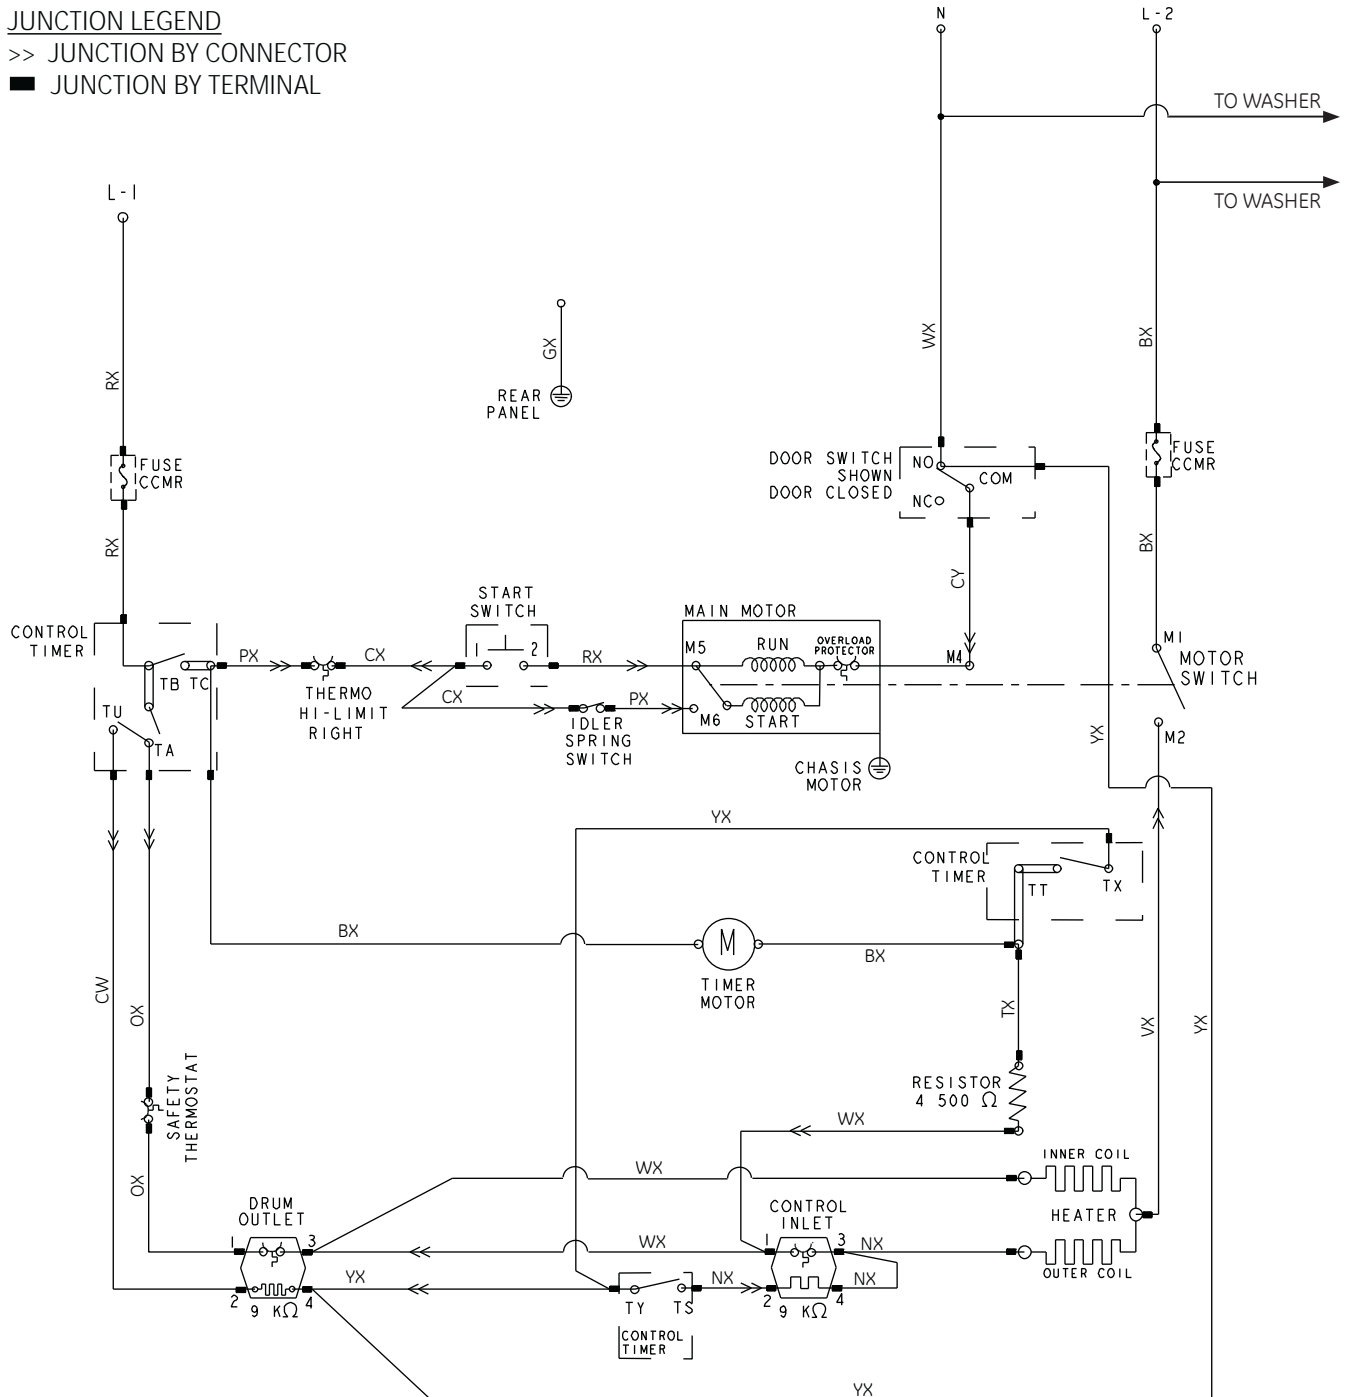 JUNCTION LEGEND
>> JUNCTION BY CONNECTOR
JUNCTION BY TERMINAL
N
L-2
TO WASHER
TO WASHER
L-1
RX
GX
REAR
PANEL
WX
BX
FUSE
CCMR
DOOR SWITCH
SHOWN
DOOR CLOSED
NO
COM
NC
FUSE
CCMR
RX
CY
BX
CONTROL
TIMER
TB TC
TU
TA
PX
THERMO
HI-LIMIT
RIGHT
CX
START
SWITCH
1
2
CX
RX
IDLER
SPRING
SWITCH
PX
MAIN MOTOR
M5
RUN
OVERLOAD
PROTECTOR
M4
M6
START
CHASIS
MOTOR
M1
MOTOR
SWITCH
M2
YX
YX
CONTROL
TIMER
TT
TX
BX
M
TIMER
MOTOR
BX
CW
OX
TX
VX
YX
SAFETY
THERMOSTAT
RESISTOR
4 500 Ω
WX
OX
WX
INNER COIL
HEATER
OUTER COIL
DRUM
OUTLET
1
3
2
4
9 KΩ
WX
YX
CONTROL
INLET
1
3
2
4
9 KΩ
NX
NX
NX
TY
TS
CONTROL
TIMER
YX